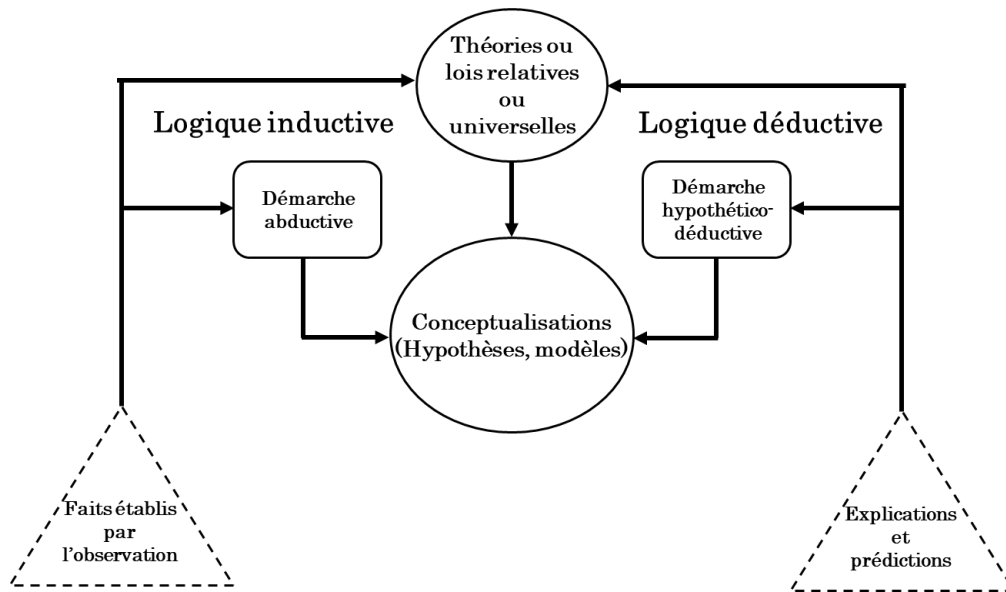 Théories ou
lois relatives
ou
universelles
Logique inductive
Logique déductive
Démarche
abductive
Démarche
hypothético-
déductive
Conceptualisations
(Hypothèses, modèles)
Faits établis
par
l'observation
Explications
et
prédictions